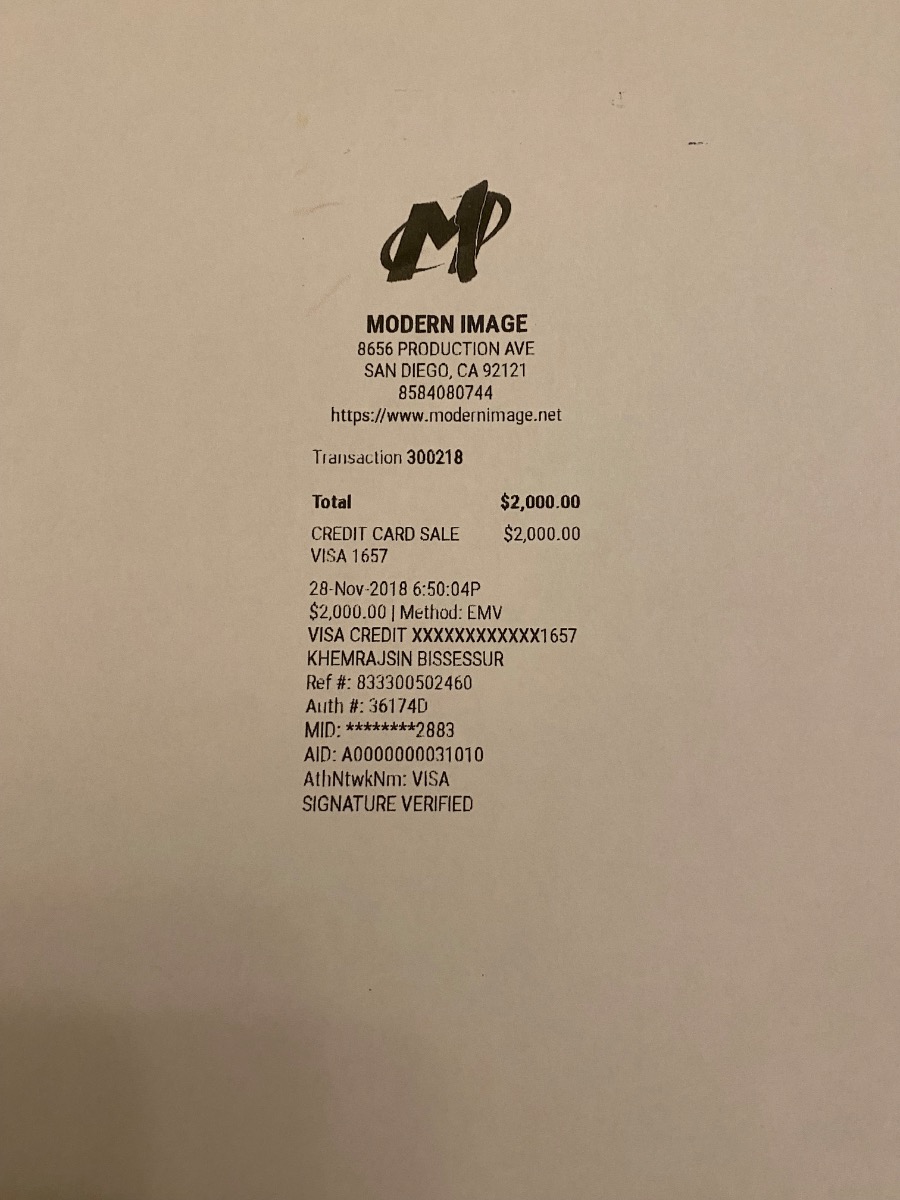 MODERN IMAGE
8656 PRODUCTION AVE
SAN DIEGO, CA 92121
8584080744
https://www.modernimage.net
Transaction 300218
Total $2,000.00
CREDIT CARD SALE $2,000.00
VISA 1657
28-Nov-2018 6:50:04P
$2,000.00 | Method: EMV
VISA CREDIT XXXXXXXXXXXX1657
KHEMRAJSIN BISSESSUR
Ref #: 833300502460
Auth #: 36174D
MID: ********2883
AID: A0000000031010
AthNtwkNm: VISA
SIGNATURE VERIFIED